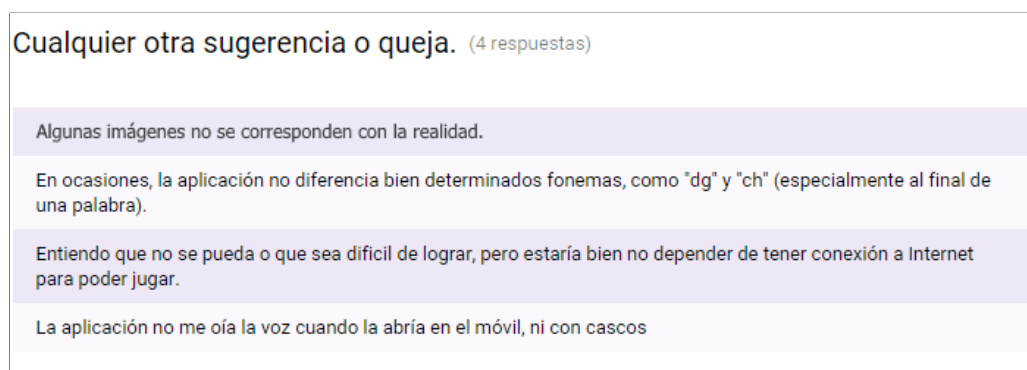 Cualquier otra sugerencia o queja. (4 respuestas)
Algunas imágenes no se corresponden con la realidad.
En ocasiones, la aplicación no diferencia bien determinados fonemas, como "dg" y "ch" (especialmente al final de
una palabra).
Entiendo que no se pueda o que sea dificil de lograr, pero estaría bien no depender de tener conexión a Internet
para poder jugar.
La aplicación no me oía la voz cuando la abría en el móvil, ni con cascos